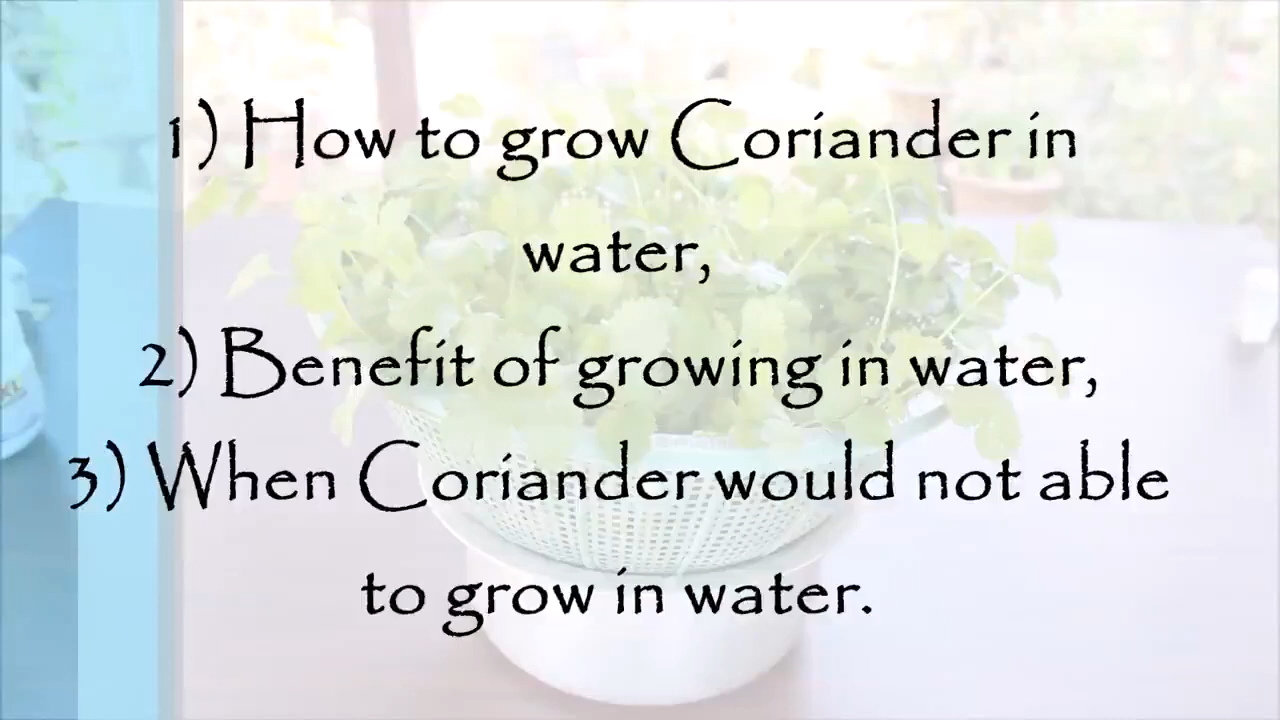 1) How to grow Coriander in
water,
2) Benefit of growing in water,
3) When Coriander would not able
to grow in water.